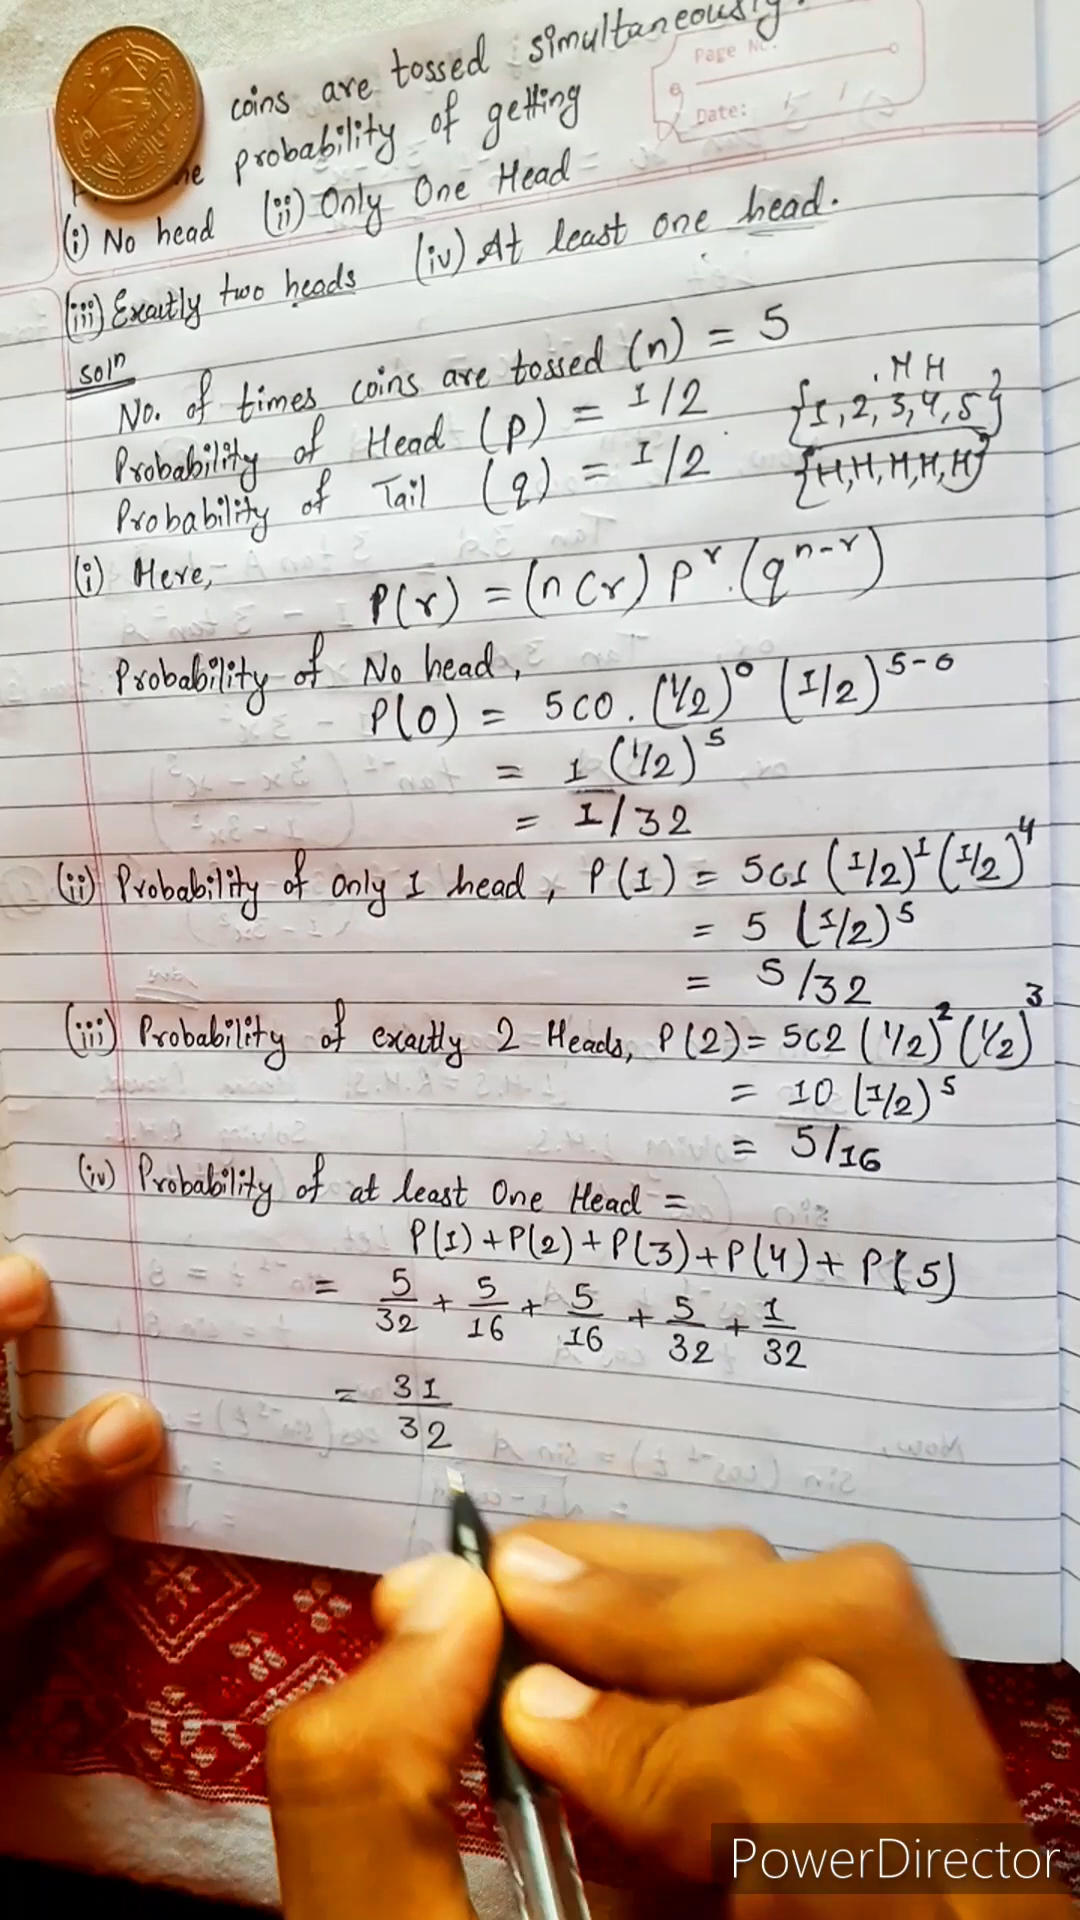 coins are tossed simultaneously.
Page No.
Date:
probability of getting
(i) No head (ii) Only One Head
(iii) Exactly two heads (iv) At least one head.
Soln
No. of times coins are tossed (n) = 5
Probability of Head (p) = 1/2
Probability of Tail (q) = 1/2
. H H
{1,2,3,4,5}
{H,H,H,H,H}
(i) Here,
P(r) = (nCr) p^r.(q^n-r)
Probability of No head,
P(0) = 5C0.(1/2)^0 (1/2)^5-0
= 1 (1/2)^5
= 1/32
(ii) Probability of only 1 head, P(1) = 5C1 (1/2)^1 (1/2)^4
= 5 (1/2)^5
= 5/32
(iii) Probability of exactly 2 Heads, P(2) = 5C2 (1/2)^2 (1/2)^3
= 10 (1/2)^5
= 5/16
(iv) Probability of at least One Head =
P(1)+P(2)+P(3)+P(4)+P(5)
= 5/32 + 5/16 + 5/16 + 5/32 + 1/32
= 31/32
PowerDirector